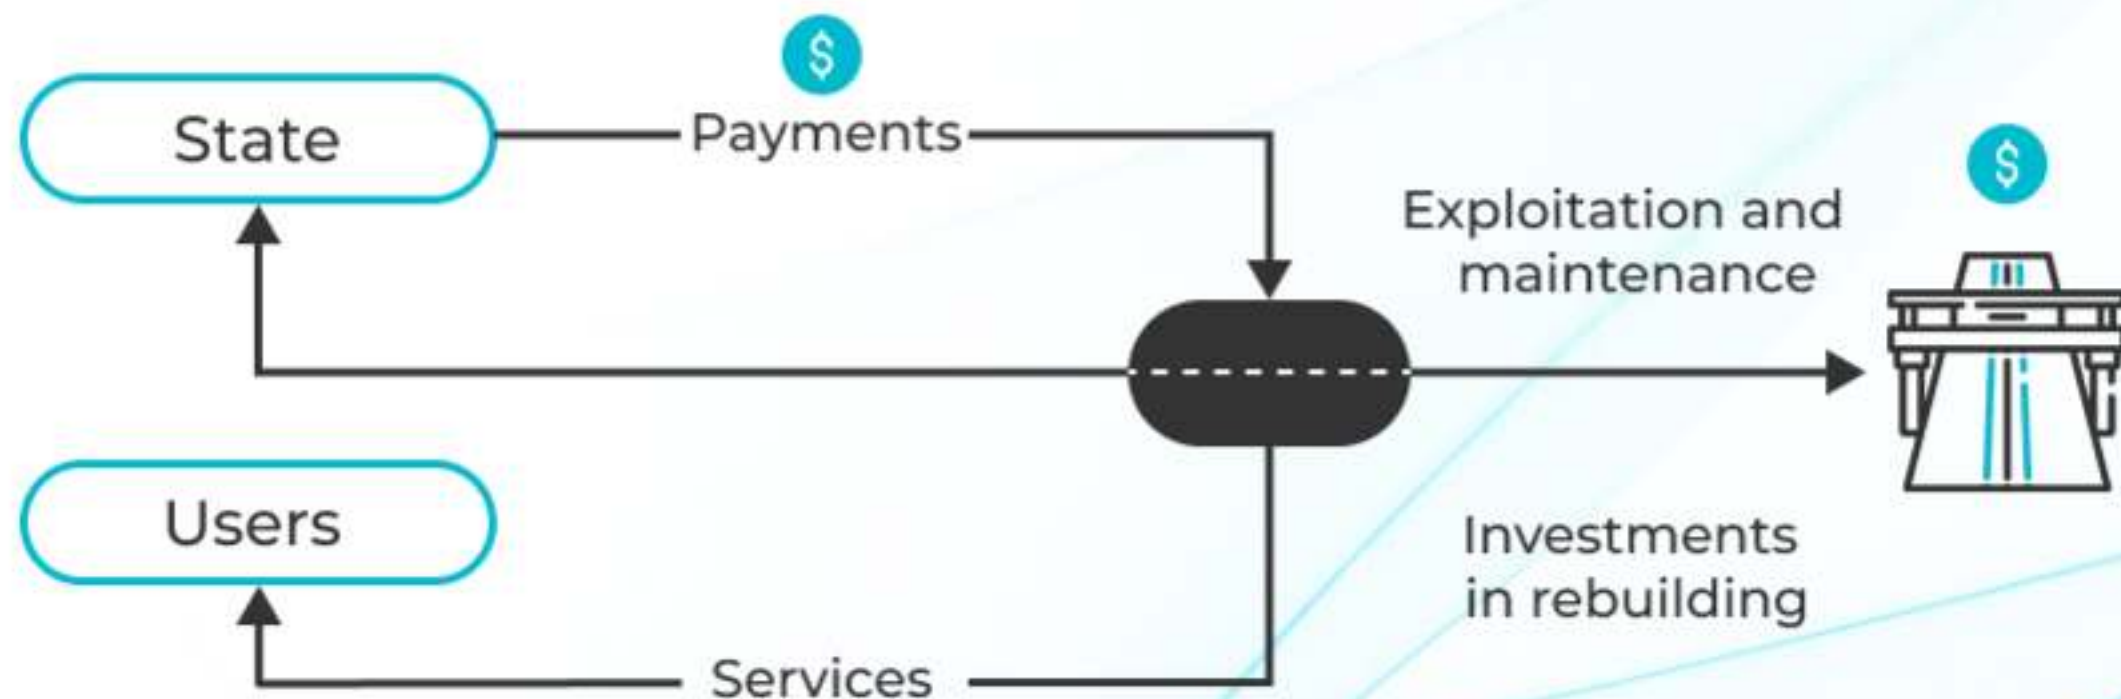 $
State
Payments
$
Exploitation and
maintenance
Users
Investments
in rebuilding
Services